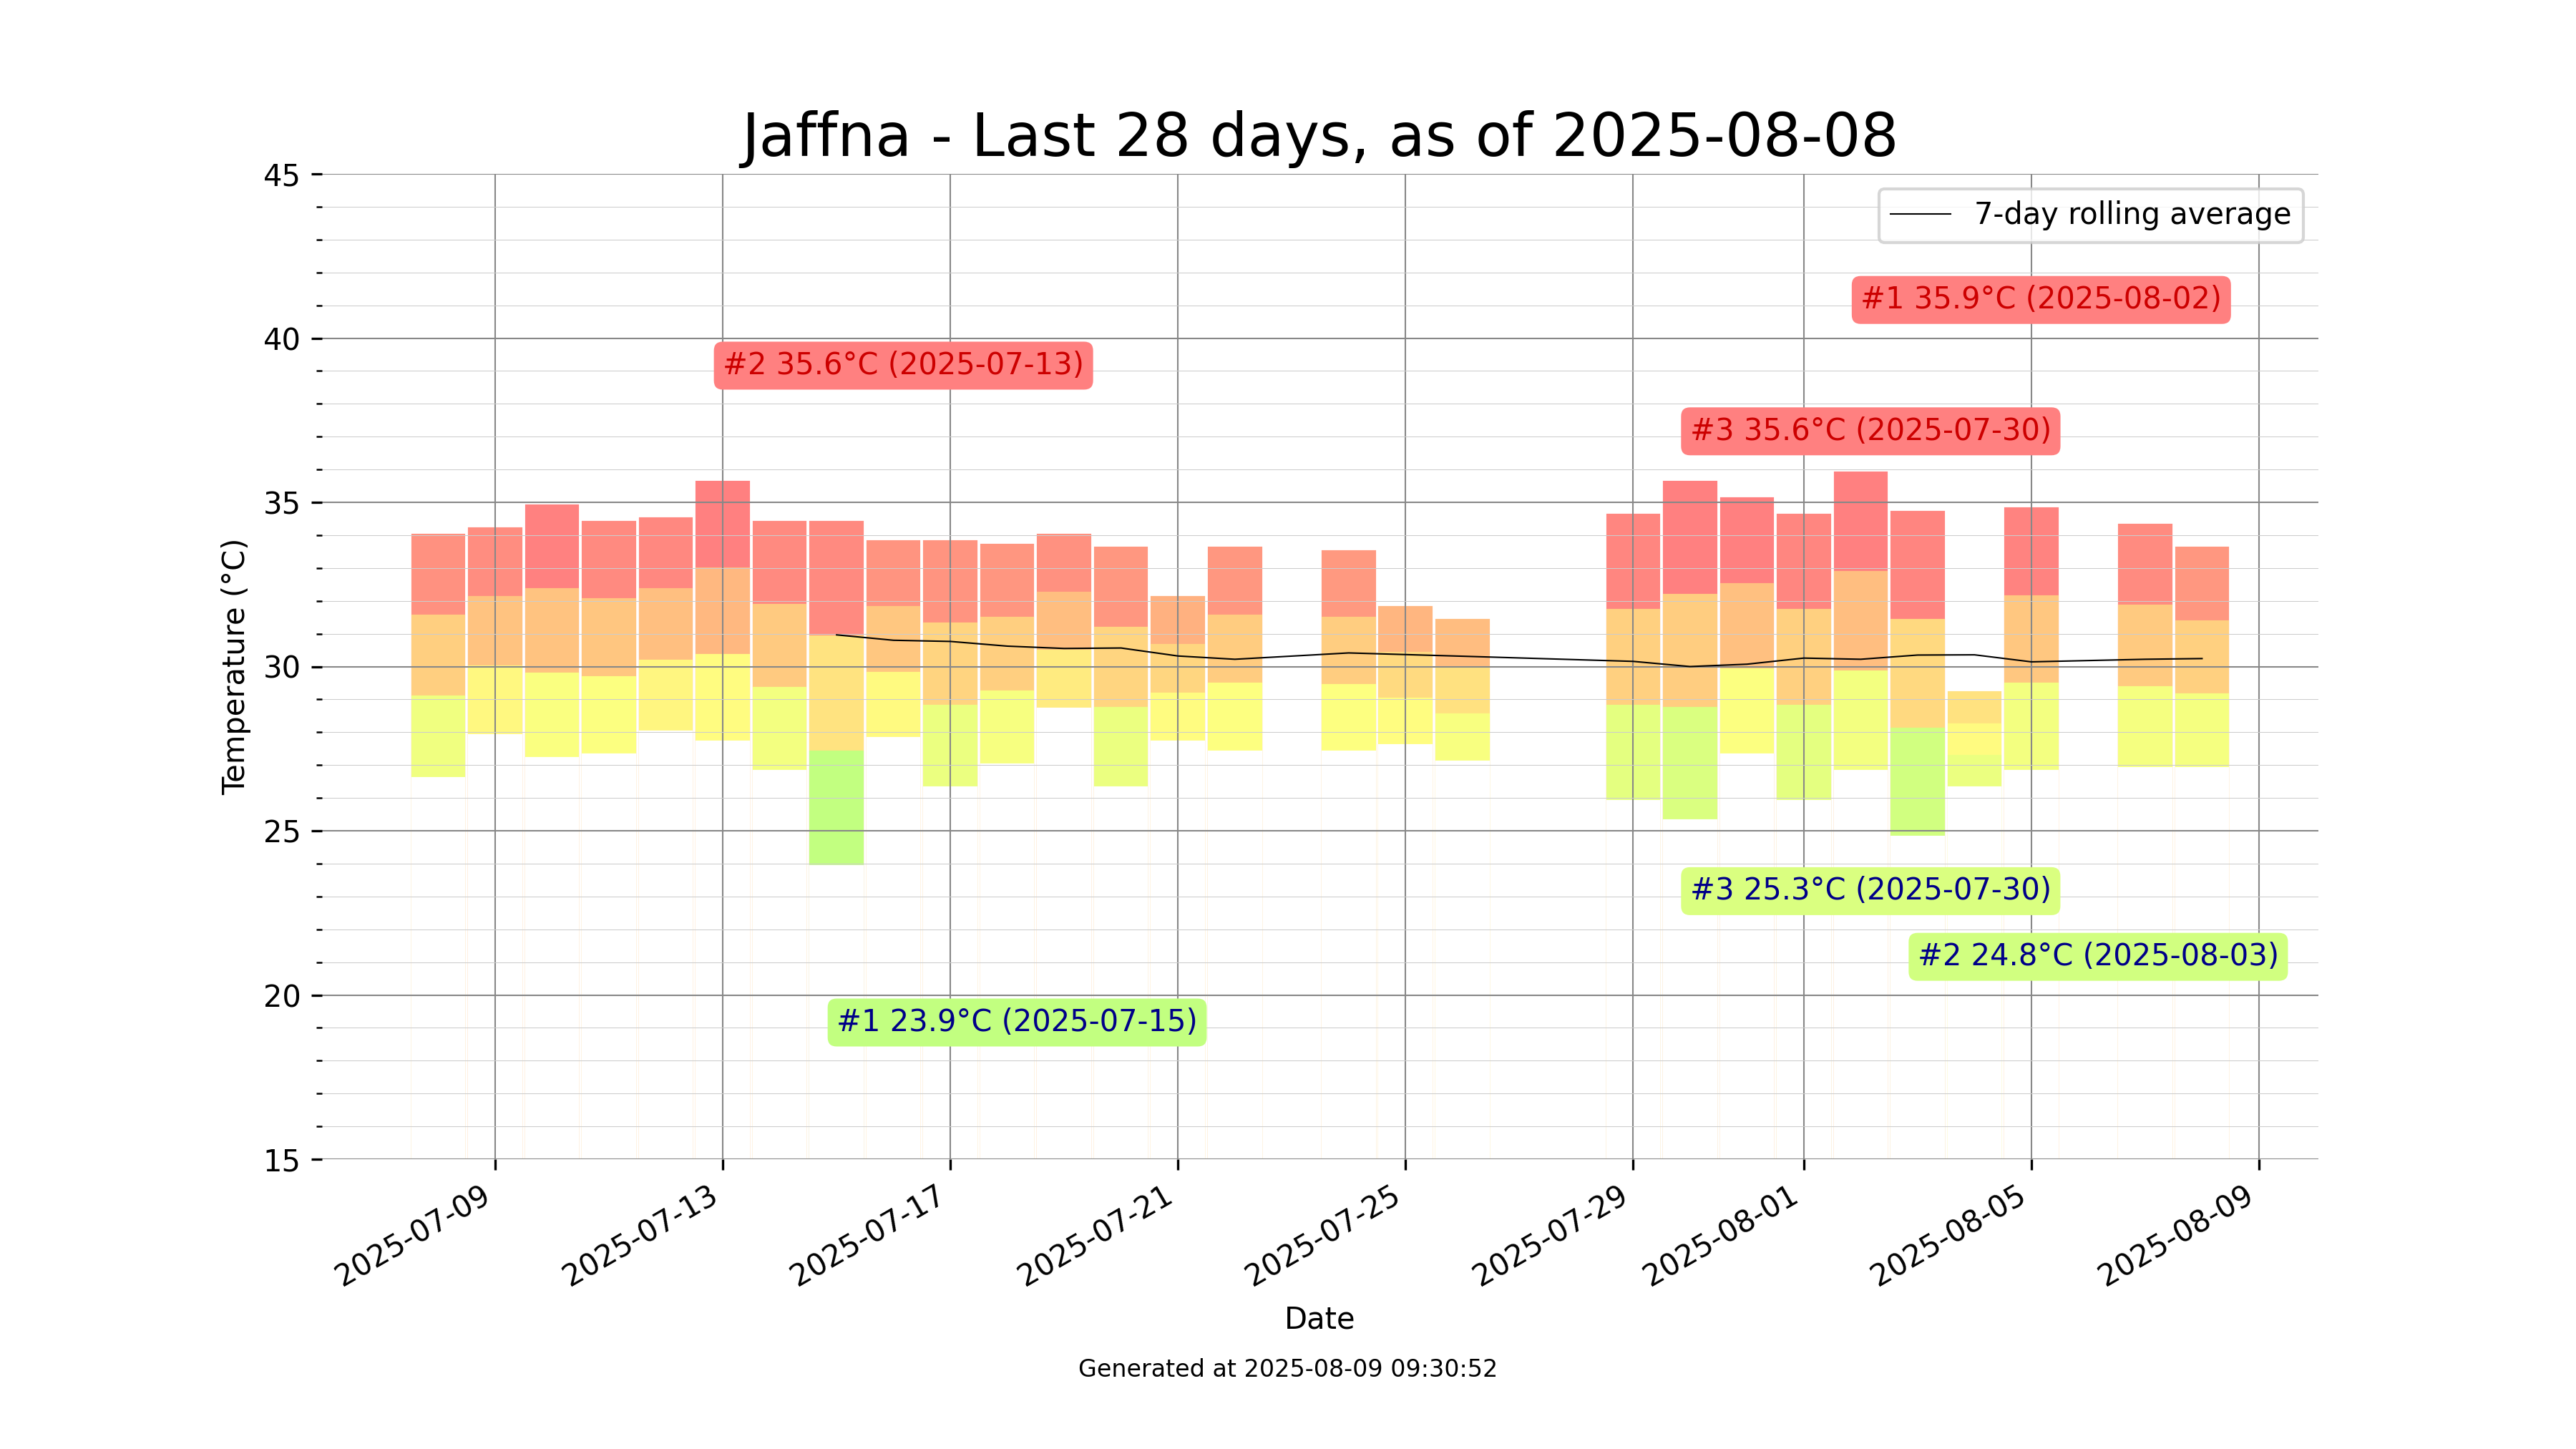 Jaffna - Last 28 days, as of 2025-08-08
45
40
35
30
25
20
15
Temperature (°C)
7-day rolling average
#1 35.9°C (2025-08-02)
#2 35.6°C (2025-07-13)
#3 35.6°C (2025-07-30)
#3 25.3°C (2025-07-30)
#2 24.8°C (2025-08-03)
#1 23.9°C (2025-07-15)
2025-07-09
2025-07-13
2025-07-17
2025-07-21
2025-07-25
2025-07-29
2025-08-01
2025-08-05
2025-08-09
Date
Generated at 2025-08-09 09:30:52